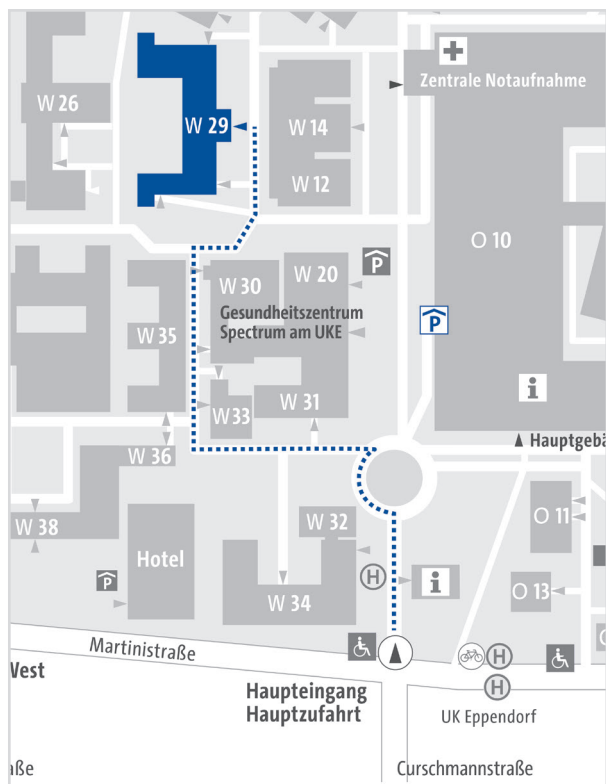 Zentrale Notaufnahme
W 26
W 29
W 14
W 12
O 10
W 30
W 20
P
Gesundheitszentrum
Spectrum am UKE
P
W 35
i
W 33
W 31
Hauptgebä
W 36
W 38
W 32
O 11
Hotel
H
i
P
W 34
O 13
Martinistraße
West
H
H
Haupteingang
Hauptzufahrt
UK Eppendorf
aße
Curschmannstraße